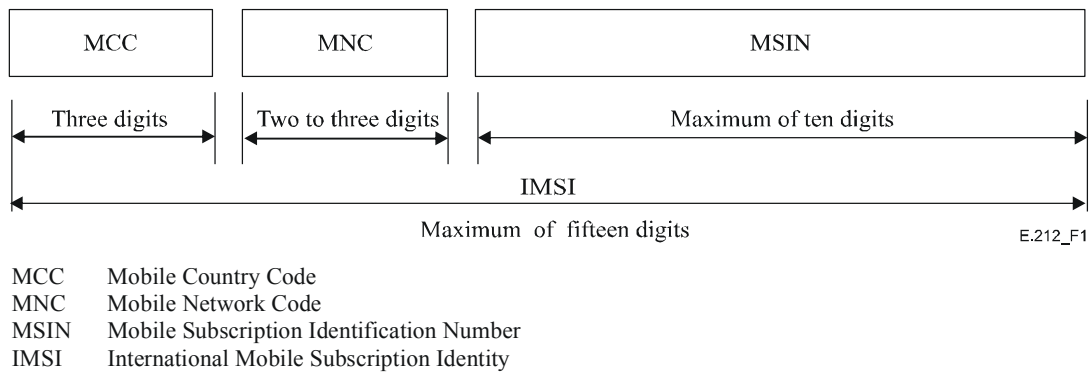 MCC MNC MSIN
Three digits Two to three digits Maximum of ten digits
IMSI
Maximum of fifteen digits
E.212_F1
MCC Mobile Country Code
MNC Mobile Network Code
MSIN Mobile Subscription Identification Number
IMSI International Mobile Subscription Identity